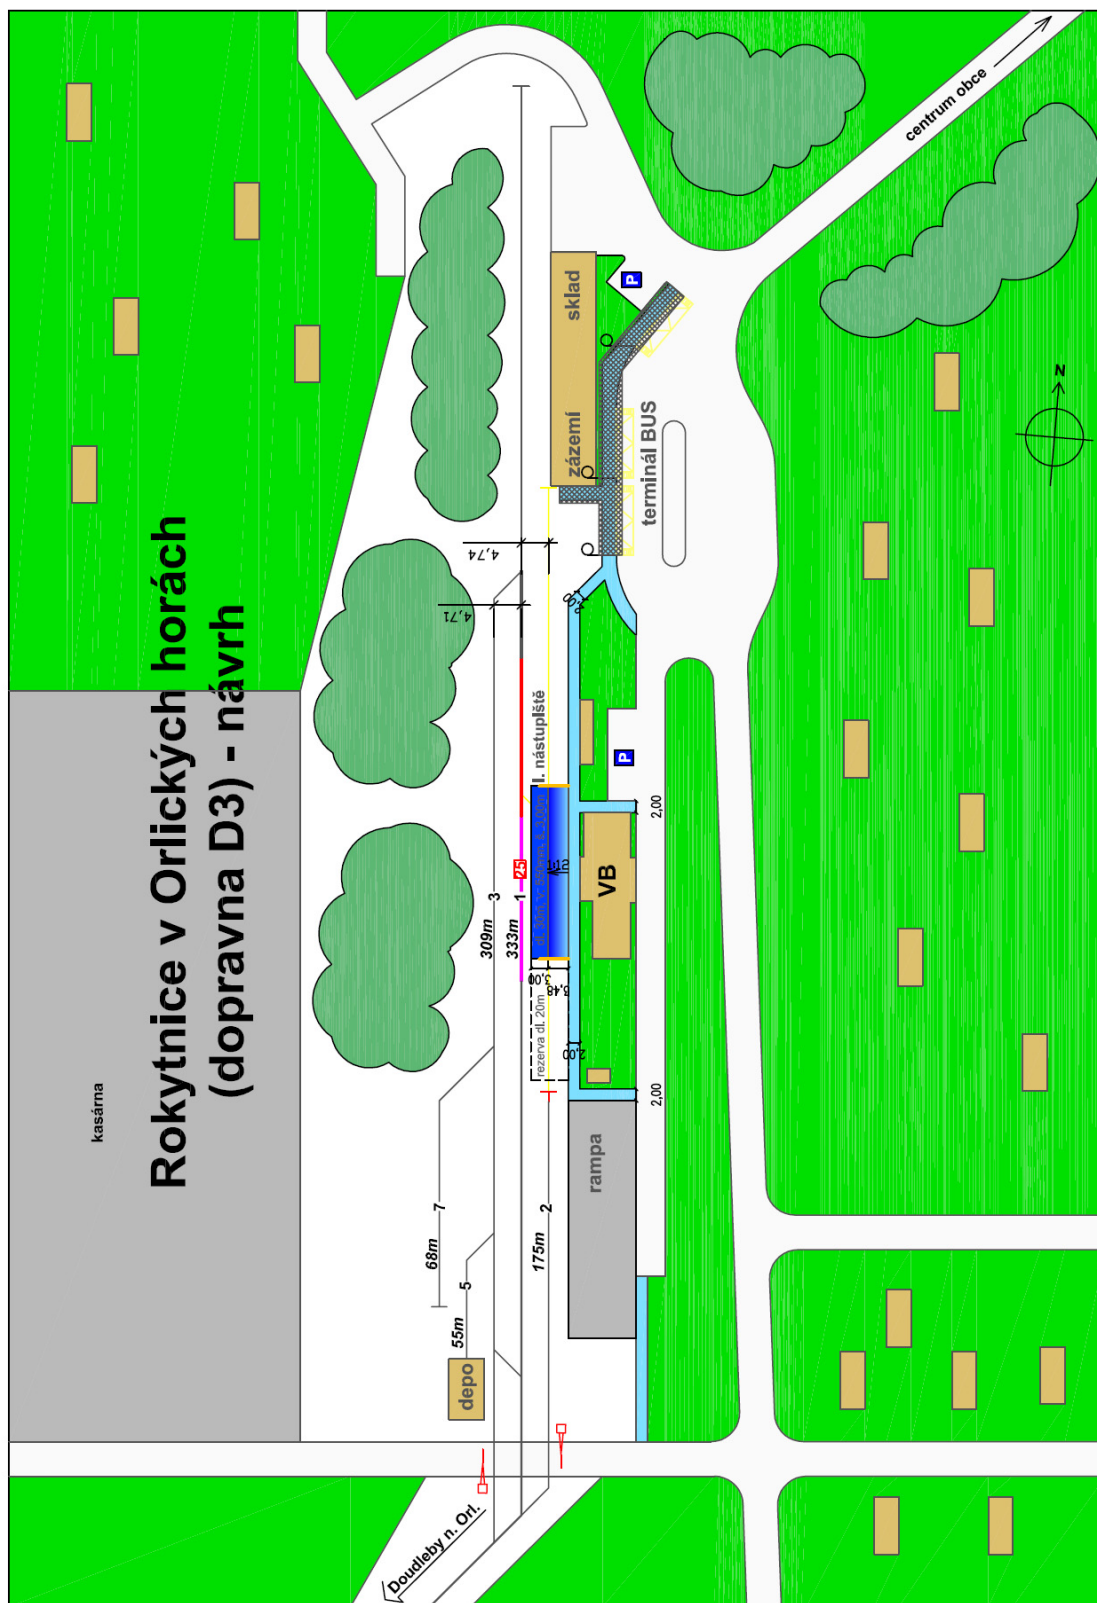 Rokytnice v Orlických horách
(dopravna D3) - návrh
kasárna
centrum obce
N
sklad
zázemí
P
terminál BUS
4,74
4,71
l. nástupiště
P
2,00
VB
25
1:12
3
309m
1
333m
3,00
rezerva dl. 20m
2,00
2,00
rampa
7
68m
5
55m
2
175m
depo
Doudleby n. Orl.